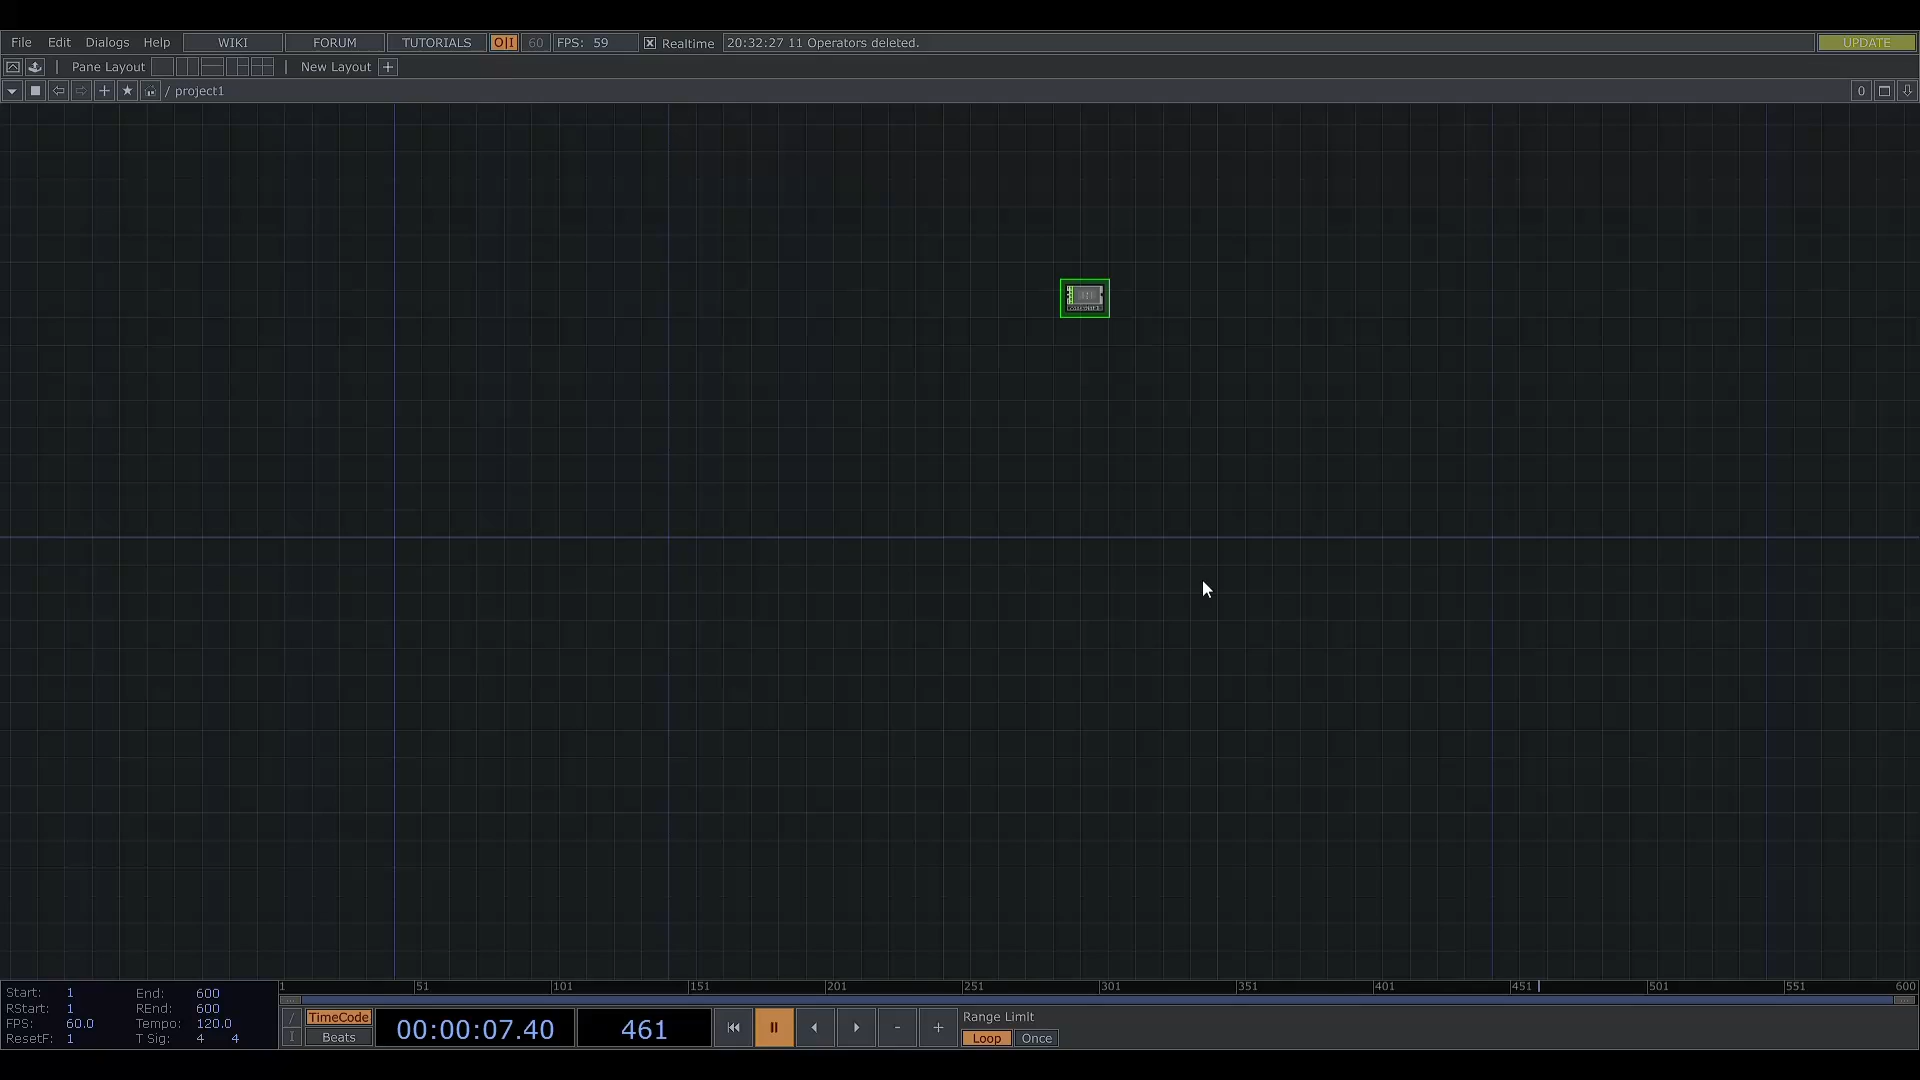 File Edit Dialogs Help WIKI FORUM TUTORIALS O|I 60 FPS: 59 Realtime 20:32:27 11 Operators deleted. UPDATE
Pane Layout New Layout +
/ project1 0
1 51 101 151 201 251 301 351 401 451 501 551 600
Start: 1 End: 600
RStart: 1 REnd: 600
FPS: 60.0 Tempo: 120.0
ResetF: 1 T Sig: 4 4
TimeCode
Beats
00:00:07.40 461 - +
Range Limit
Loop Once